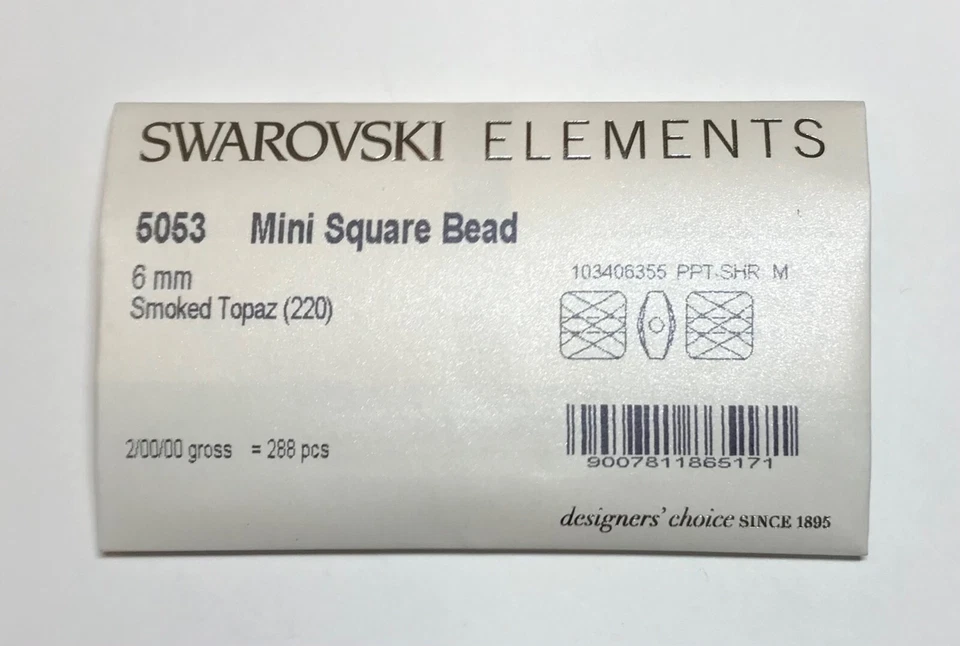 SWAROVSKI ELEMENTS
5053 Mini Square Bead
6 mm
Smoked Topaz (220)
103406355 PPT-SHR M
2/00/00 gross = 288 pcs
9007811865171
designers' choice SINCE 1895